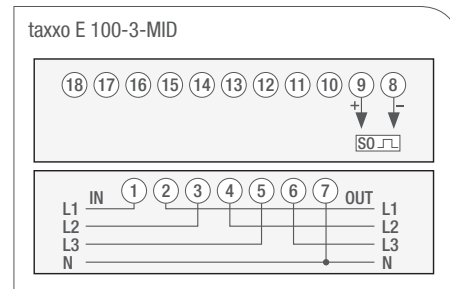 taxxo E 100-3-MID
18 17 16 15 14 13 12 11 10 9 8
+ -
SO
IN 1 2 3 4 5 6 7 OUT
L1 L1
L2 L2
L3 L3
N N